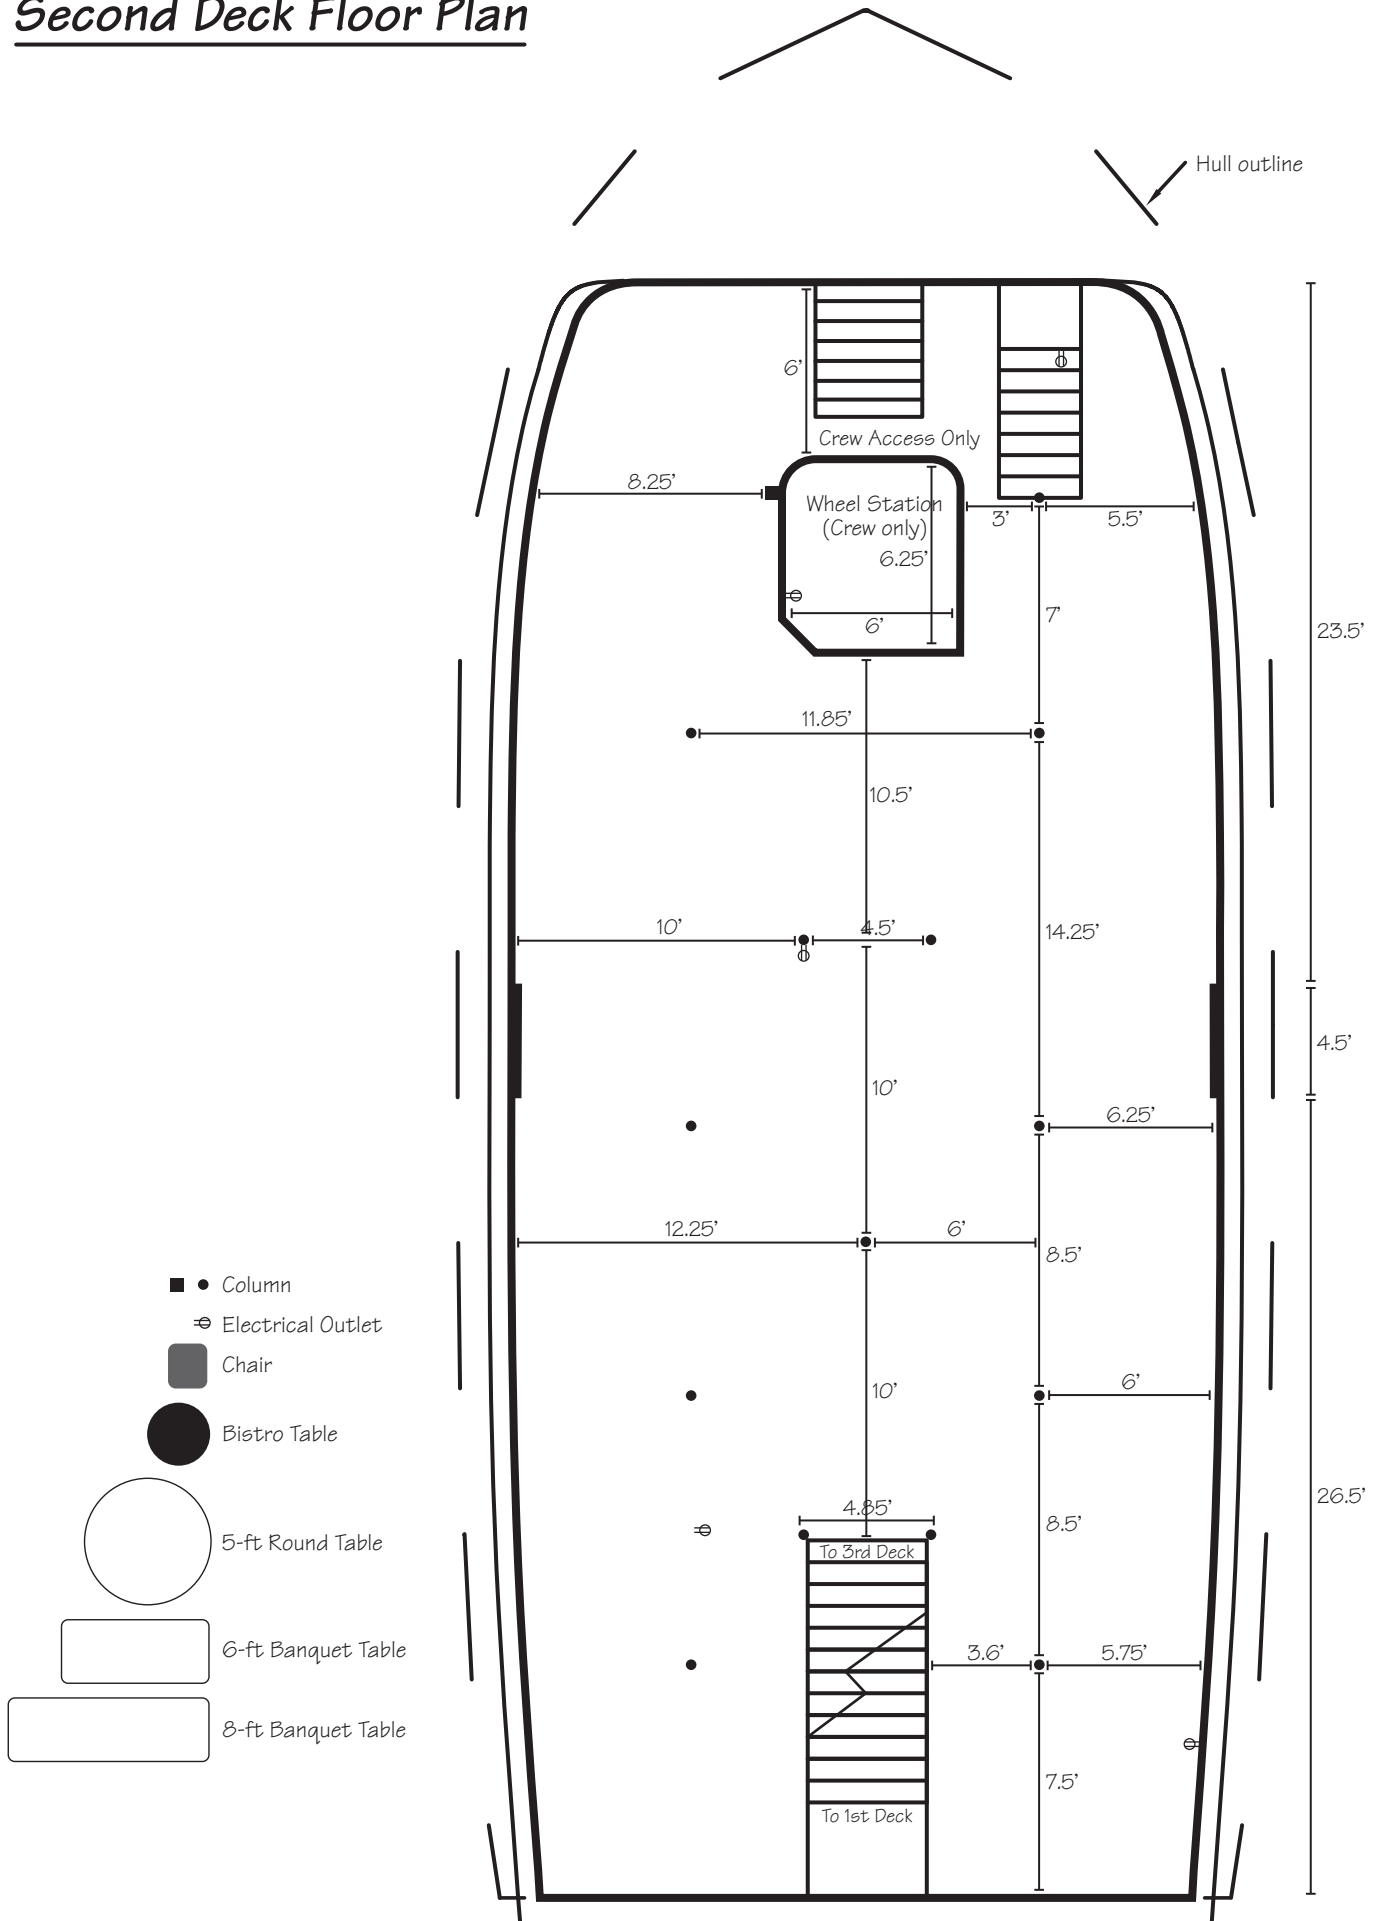 Second Deck Floor Plan
Hull outline
6’
Crew Access Only
8.25’
Wheel Station
(Crew only)
3’
5.5’
6.25’
7’
6’
23.5’
11.85’
10.5’
10’
4.5’
14.25’
4.5’
10’
6.25’
12.25’
6’
8.5’
Column
Electrical Outlet
Chair
Bistro Table
5-ft Round Table
6-ft Banquet Table
8-ft Banquet Table
6’
10’
26.5’
4.85’
8.5’
To 3rd Deck
3.6’
5.75’
7.5’
To 1st Deck